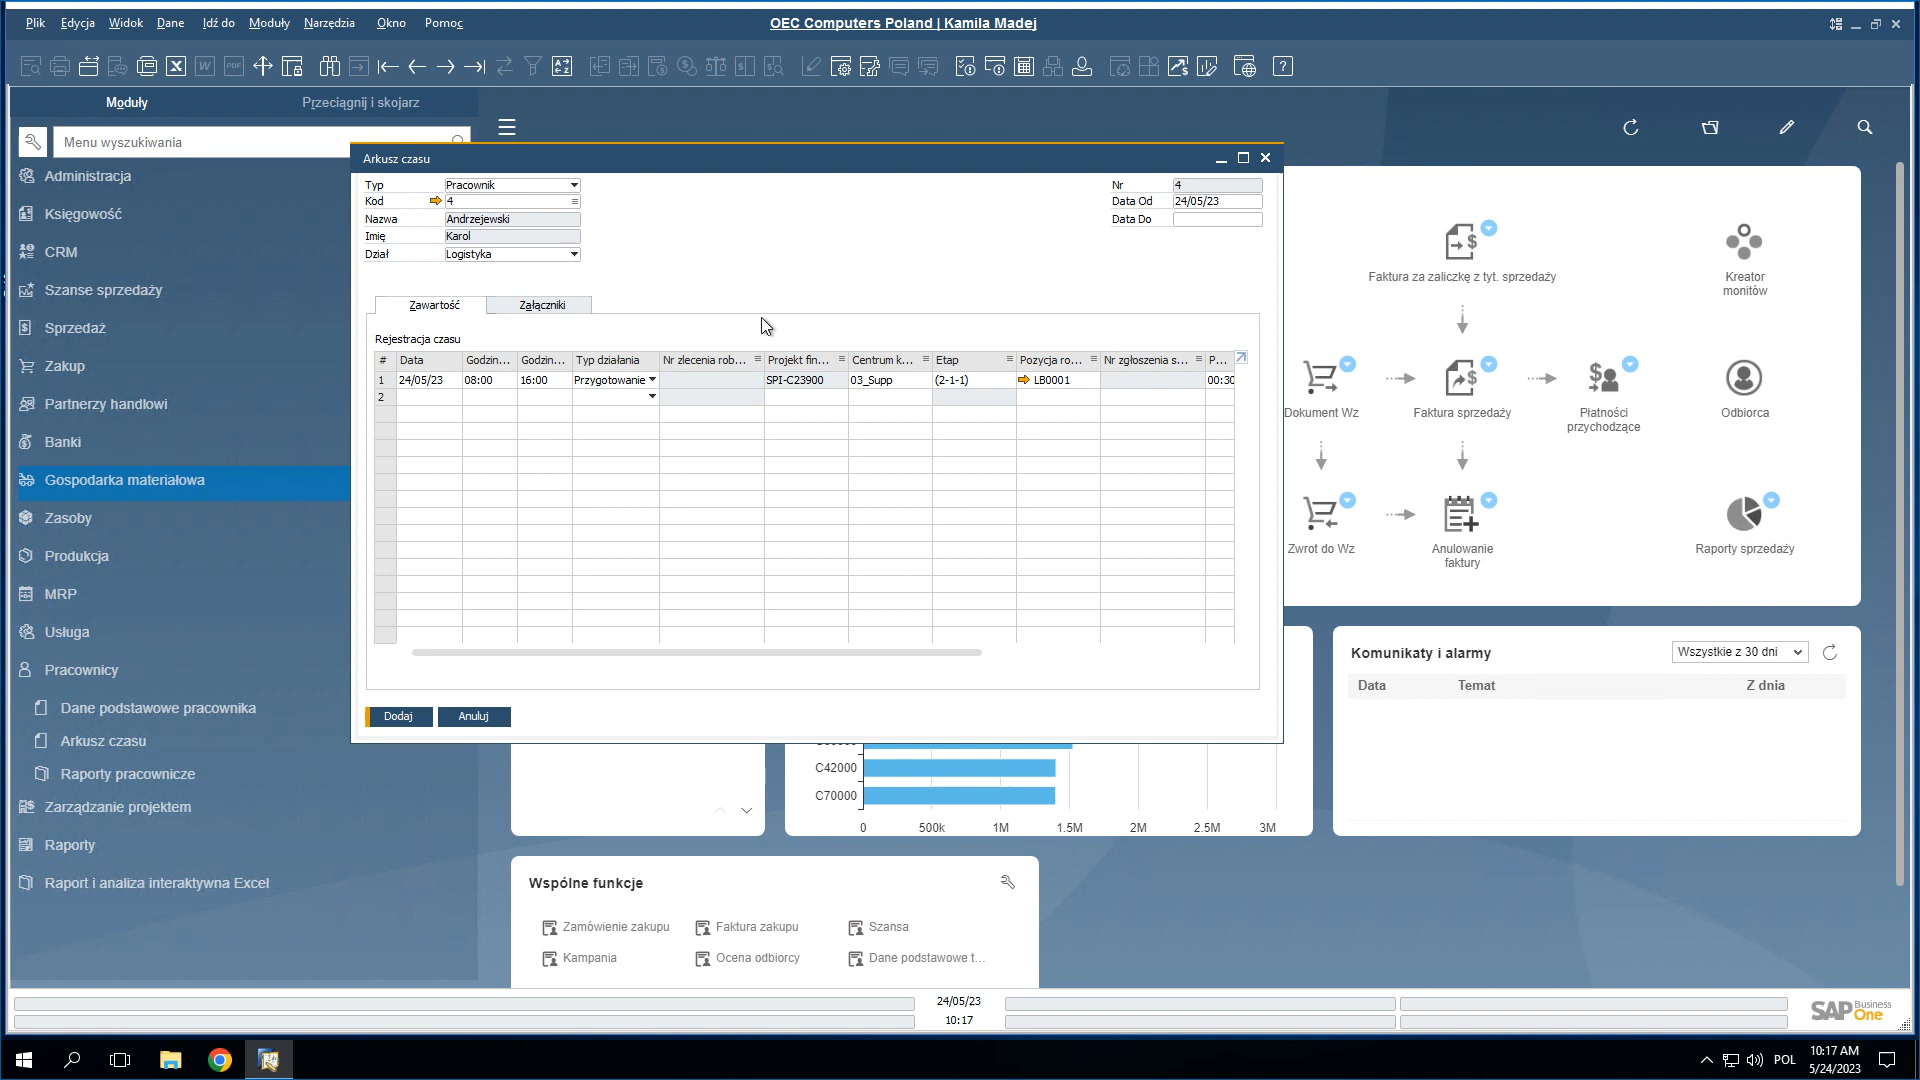 Plik Edycja Widok Dane Idź do Moduły Narzędzia Okno Pomoc
OEC Computers Poland | Kamila Madej
Moduły Przeciągnij i skojarz
Menu wyszukiwania
Administracja
Księgowość
CRM
Szanse sprzedaży
Sprzedaż
Zakup
Partnerzy handlowi
Banki
Gospodarka materiałowa
Zasoby
Produkcja
MRP
Usługa
Pracownicy
Dane podstawowe pracownika
Arkusz czasu
Raporty pracownicze
Zarządzanie projektem
Raporty
Raport i analiza interaktywna Excel
Arkusz czasu
Typ Pracownik
Kod 4
Nazwa Andrzejewski
Imię Karol
Dział Logistyka
Nr 4
Data Od 24/05/23
Data Do
Zawartość Załączniki
Rejestracja czasu
# Data Godzin... Godzin... Typ działania Nr zlecenia rob... Projekt fin... Centrum k... Etap Pozycja ro... Nr zgłoszenia s... P...
1 24/05/23 08:00 16:00 Przygotowanie SPI-C23900 03_Supp (2-1-1) LB0001 00:30
2
Dodaj Anuluj
Faktura za zaliczkę z tyt. sprzedaży
Kreator
monitów
Dokument Wz
Faktura sprzedaży
Płatności
przychodzące
Odbiorca
Zwrot do Wz
Anulowanie
faktury
Raporty sprzedaży
C42000
C70000
0 500k 1M 1.5M 2M 2.5M 3M
Komunikaty i alarmy Wszystkie z 30 dni
Data Temat Z dnia
Wspólne funkcje
Zamówienie zakupu Faktura zakupu Szansa
Kampania Ocena odbiorcy Dane podstawowe t...
24/05/23
10:17
SAP Business One
POL
10:17 AM
5/24/2023